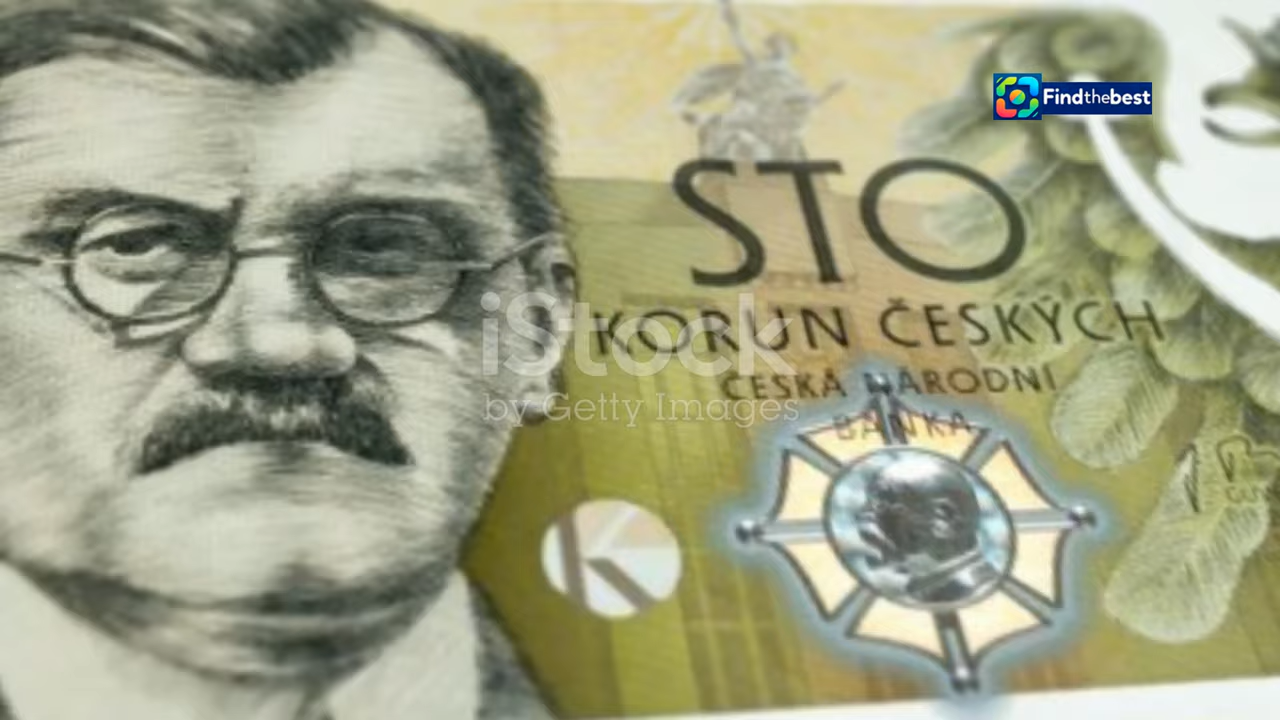 FindtheBest
STO
KORUN ČESKÝCH
ČESKÁ NÁRODNÍ
BANKA
iStock
by Getty Images
K